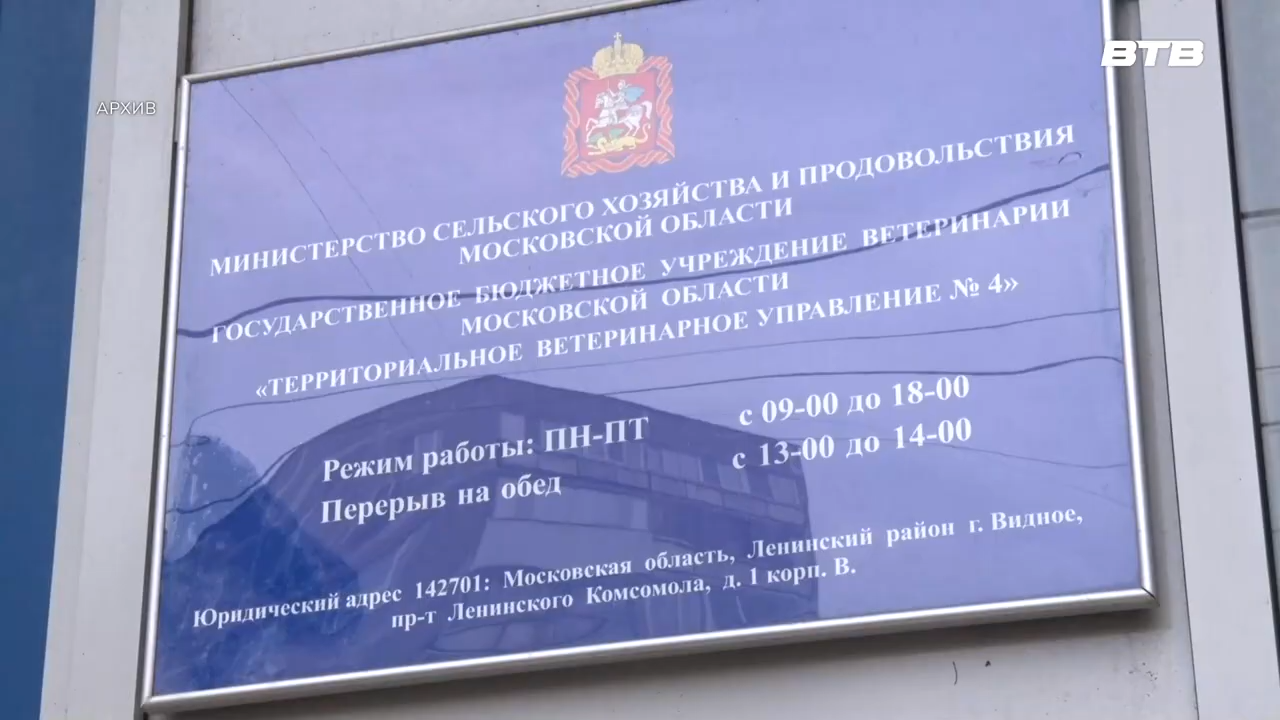 ВТВ
АРХИВ
МИНИСТЕРСТВО СЕЛЬСКОГО ХОЗЯЙСТВА И ПРОДОВОЛЬСТВИЯ
МОСКОВСКОЙ ОБЛАСТИ
ГОСУДАРСТВЕННОЕ БЮДЖЕТНОЕ УЧРЕЖДЕНИЕ ВЕТЕРИНАРИИ
МОСКОВСКОЙ ОБЛАСТИ
«ТЕРРИТОРИАЛЬНОЕ ВЕТЕРИНАРНОЕ УПРАВЛЕНИЕ № 4»
Режим работы: ПН-ПТ с 09-00 до 18-00
Перерыв на обед с 13-00 до 14-00
Юридический адрес 142701: Московская область, Ленинский район г. Видное,
пр-т Ленинского Комсомола, д. 1 корп. В.